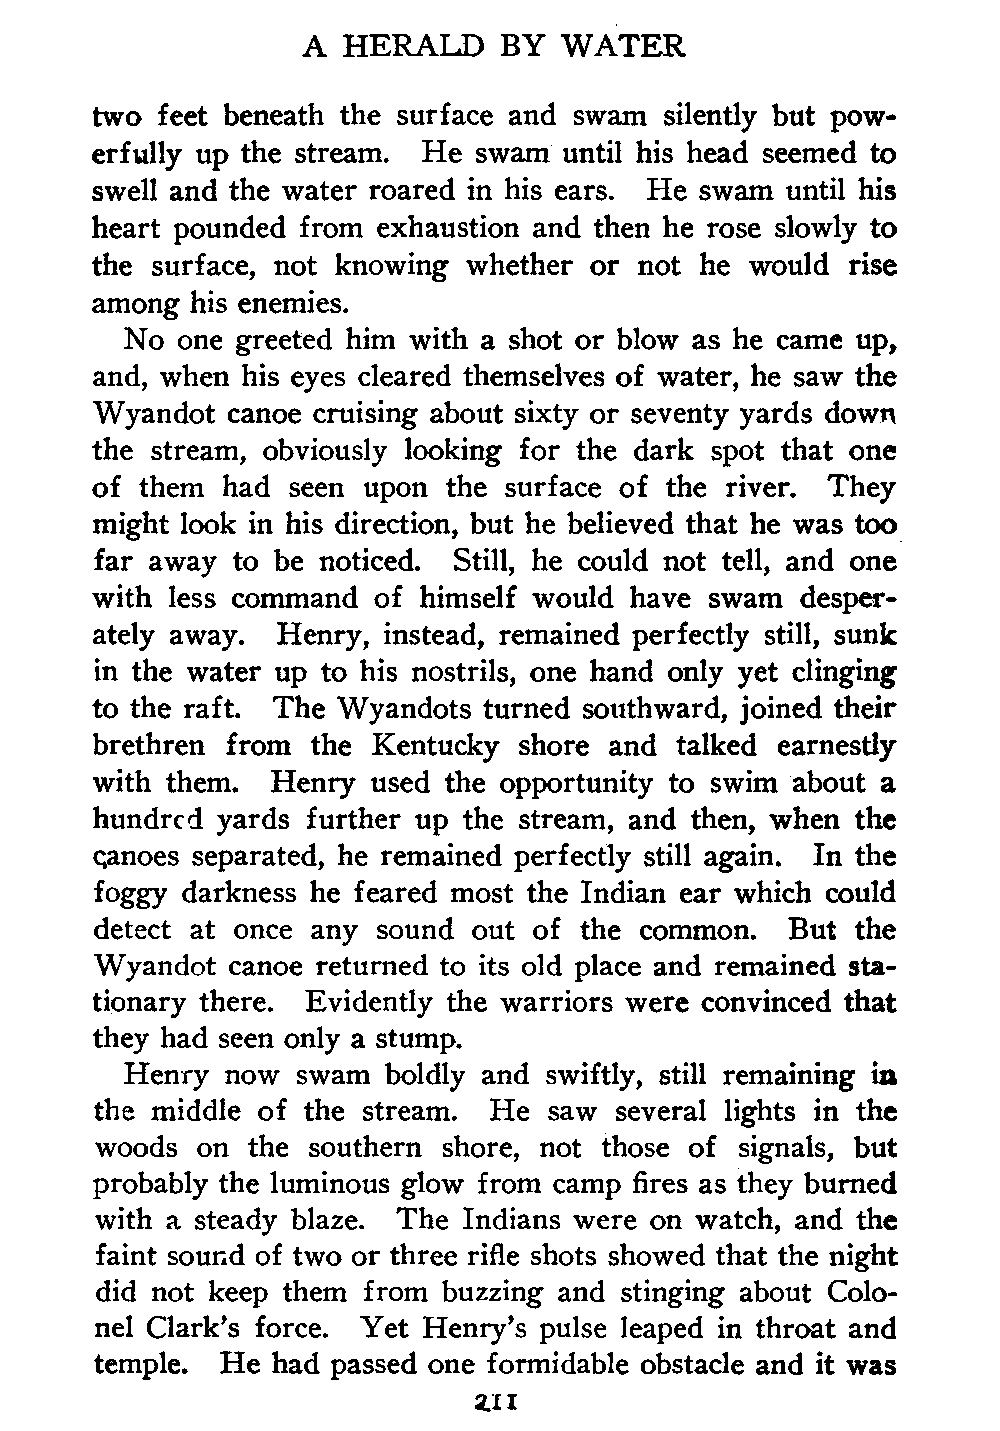 A HERALD BY WATER
two feet beneath the surface and swam silently but pow-
erfully up the stream. He swam until his head seemed to
swell and the water roared in his ears. He swam until his
heart pounded from exhaustion and then he rose slowly to
the surface, not knowing whether or not he would rise
among his enemies.
No one greeted him with a shot or blow as he came up,
and, when his eyes cleared themselves of water, he saw the
Wyandot canoe cruising about sixty or seventy yards down
the stream, obviously looking for the dark spot that one
of them had seen upon the surface of the river. They
might look in his direction, but he believed that he was too
far away to be noticed. Still, he could not tell, and one
with less command of himself would have swam desper-
ately away. Henry, instead, remained perfectly still, sunk
in the water up to his nostrils, one hand only yet clinging
to the raft. The Wyandots turned southward, joined their
brethren from the Kentucky shore and talked earnestly
with them. Henry used the opportunity to swim about a
hundred yards further up the stream, and then, when the
canoes separated, he remained perfectly still again. In the
foggy darkness he feared most the Indian ear which could
detect at once any sound out of the common. But the
Wyandot canoe returned to its old place and remained sta-
tionary there. Evidently the warriors were convinced that
they had seen only a stump.
Henry now swam boldly and swiftly, still remaining in
the middle of the stream. He saw several lights in the
woods on the southern shore, not those of signals, but
probably the luminous glow from camp fires as they burned
with a steady blaze. The Indians were on watch, and the
faint sound of two or three rifle shots showed that the night
did not keep them from buzzing and stinging about Colo-
nel Clark's force. Yet Henry's pulse leaped in throat and
temple. He had passed one formidable obstacle and it was
211